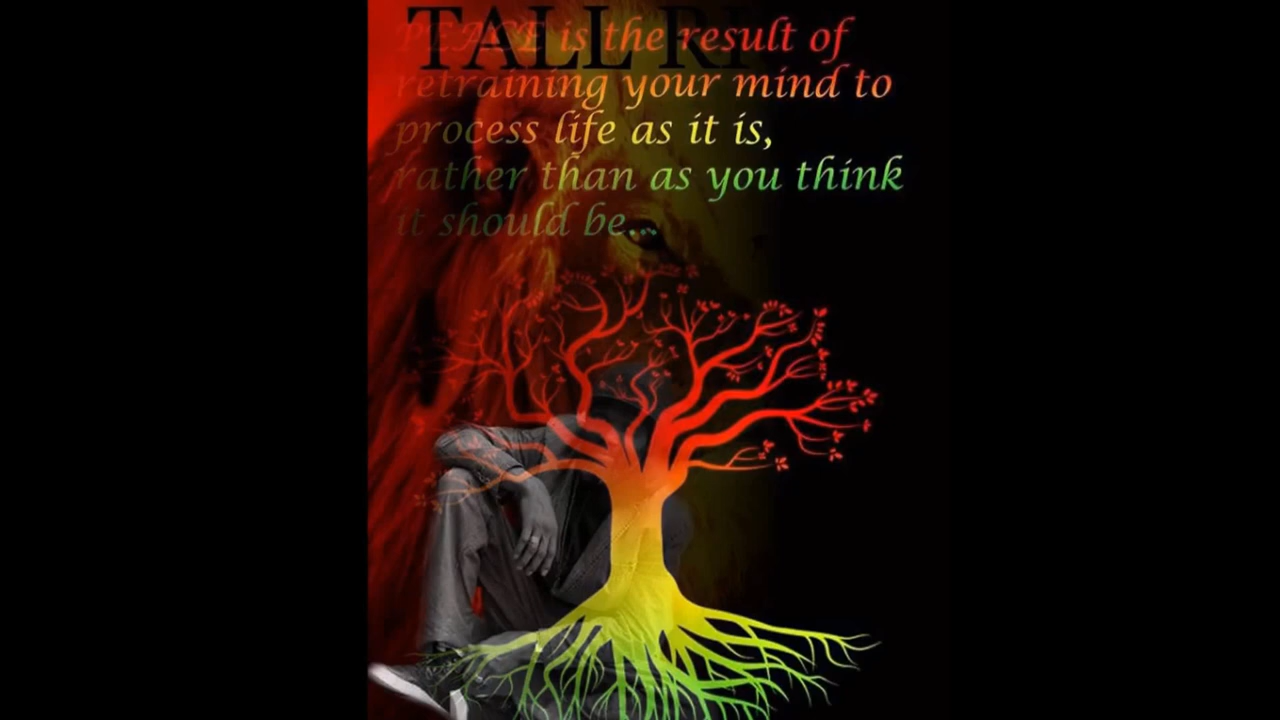 TALL R
PEACE is the result of
retraining your mind to
process life as it is,
rather than as you think
it should be...